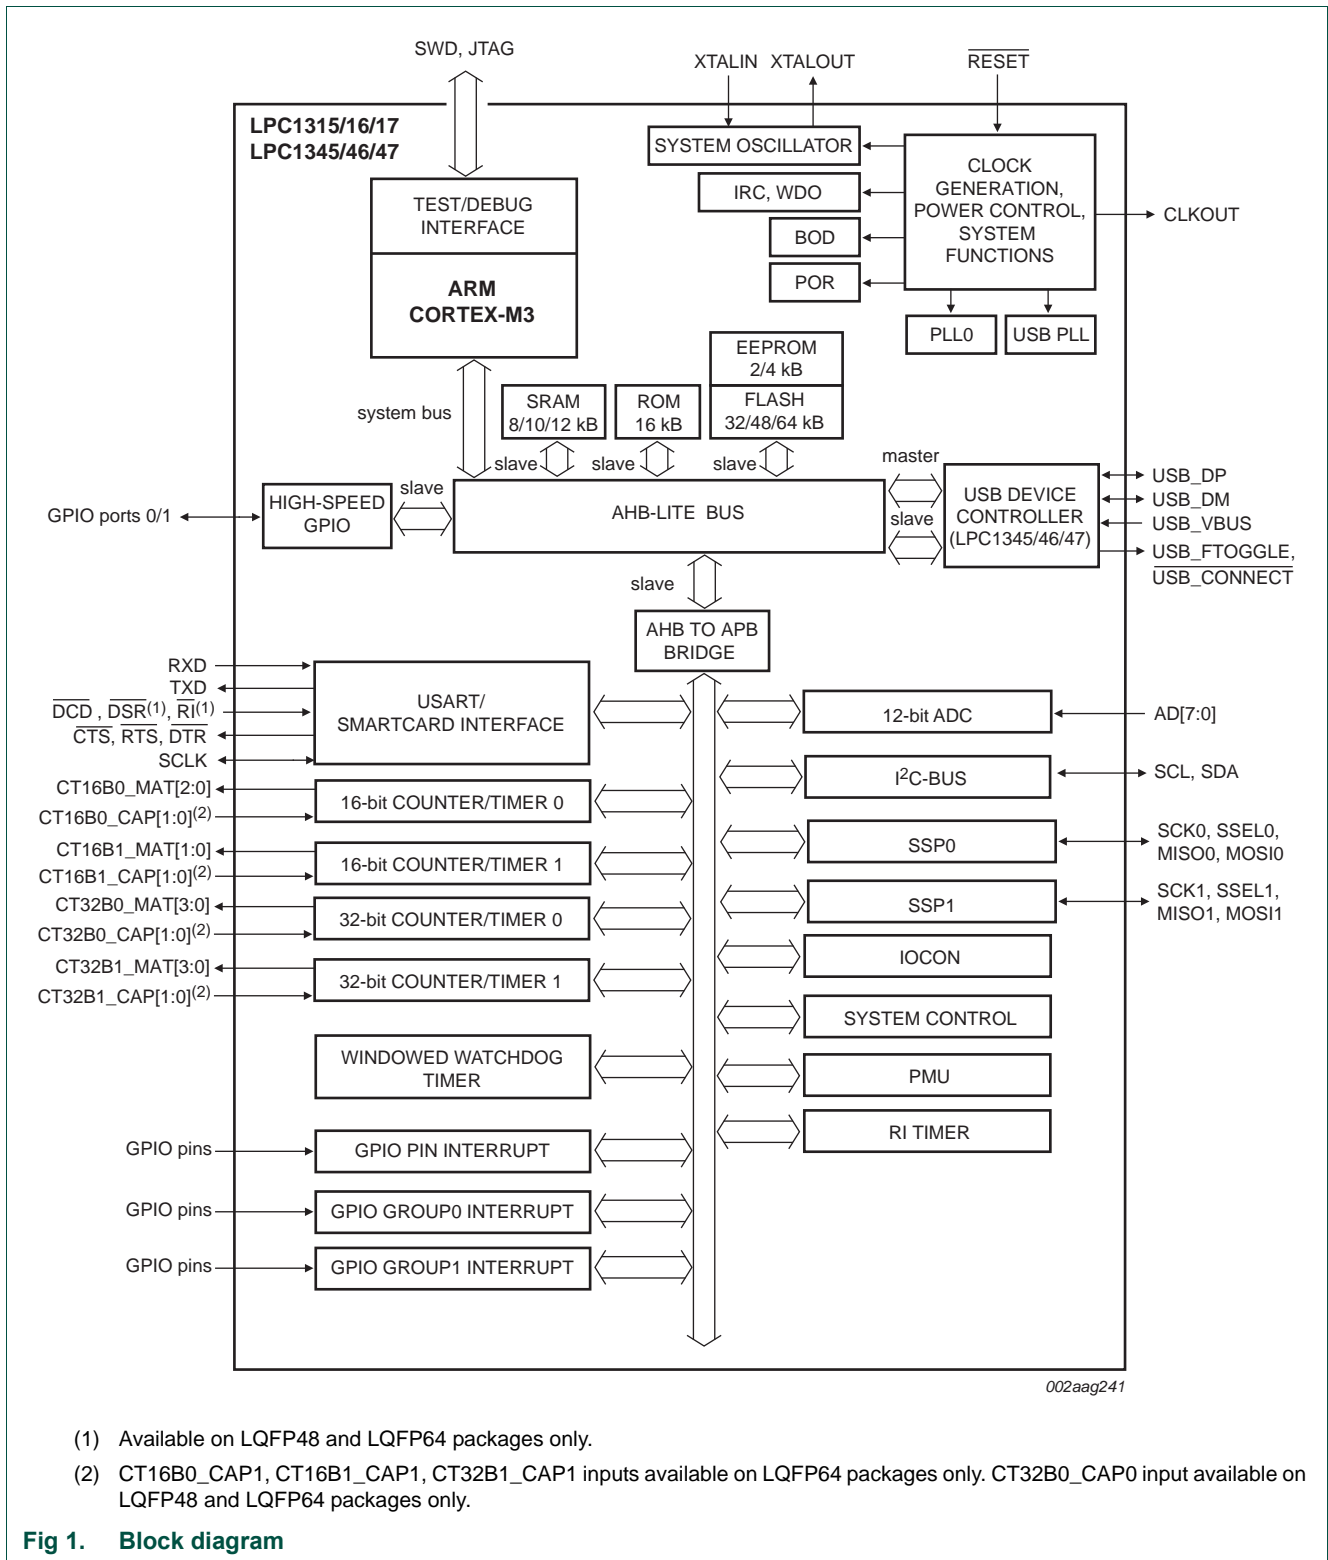 SWD, JTAG
XTALIN XTALOUT
RESET
LPC1315/16/17
LPC1345/46/47
SYSTEM OSCILLATOR
IRC, WDO
BOD
POR
CLOCK
GENERATION,
POWER CONTROL,
SYSTEM
FUNCTIONS
CLKOUT
PLL0
USB PLL
TEST/DEBUG
INTERFACE
ARM
CORTEX-M3
system bus
SRAM
8/10/12 kB
ROM
16 kB
EEPROM
2/4 kB
FLASH
32/48/64 kB
slave
slave
slave
master
slave
slave
GPIO ports 0/1
HIGH-SPEED
GPIO
AHB-LITE BUS
USB DEVICE
CONTROLLER
(LPC1345/46/47)
USB_DP
USB_DM
USB_VBUS
USB_FTOGGLE,
USB_CONNECT
slave
AHB TO APB
BRIDGE
RXD
TXD
DCD , DSR(1), RI(1)
CTS, RTS, DTR
SCLK
USART/
SMARTCARD INTERFACE
CT16B0_MAT[2:0]
CT16B0_CAP[1:0](2)
16-bit COUNTER/TIMER 0
CT16B1_MAT[1:0]
CT16B1_CAP[1:0](2)
16-bit COUNTER/TIMER 1
CT32B0_MAT[3:0]
CT32B0_CAP[1:0](2)
32-bit COUNTER/TIMER 0
CT32B1_MAT[3:0]
CT32B1_CAP[1:0](2)
32-bit COUNTER/TIMER 1
WINDOWED WATCHDOG
TIMER
GPIO pins
GPIO PIN INTERRUPT
GPIO pins
GPIO GROUP0 INTERRUPT
GPIO pins
GPIO GROUP1 INTERRUPT
12-bit ADC
AD[7:0]
I2C-BUS
SCL, SDA
SSP0
SCK0, SSEL0,
MISO0, MOSI0
SSP1
SCK1, SSEL1,
MISO1, MOSI1
IOCON
SYSTEM CONTROL
PMU
RI TIMER
002aag241
(1) Available on LQFP48 and LQFP64 packages only.
(2) CT16B0_CAP1, CT16B1_CAP1, CT32B1_CAP1 inputs available on LQFP64 packages only. CT32B0_CAP0 input available on
LQFP48 and LQFP64 packages only.
Fig 1. Block diagram